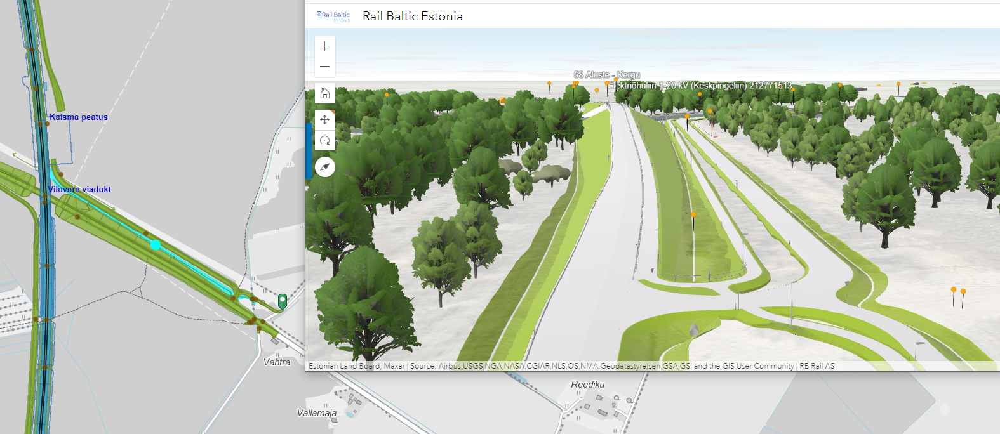 Rail Baltic
Estonia
Rail Baltic Estonia
58 Aluste - Kergu
Elektriõhuliin 1-20 kV (Keskpingeliin) 212771513
Kaisma peatus
Viluvere viadukt
Estonian Land Board, Maxar | Source: Airbus,USGS,NGA,NASA,CGIAR,NLS,OS,NMA,Geodatastyrelsen,GSA,GSI and the GIS User Community | RB Rail AS
Vahtra
Reediku
Vallamaja